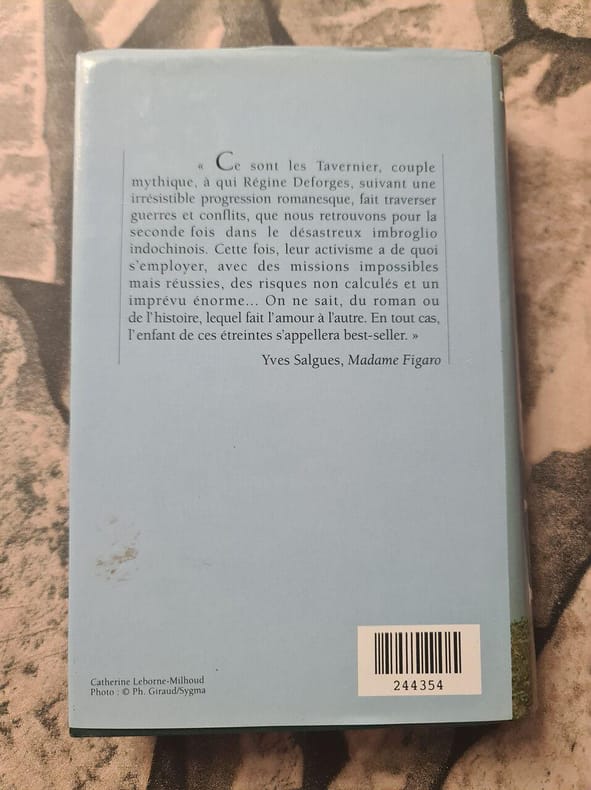 « Ce sont les Tavernier, couple
mythique, à qui Régine Deforges, suivant une
irrésistible progression romanesque, fait traverser
guerres et conflits, que nous retrouvons pour la
seconde fois dans le désastreux imbroglio
indochinois. Cette fois, leur activisme a de quoi
s'employer, avec des missions impossibles
mais réussies, des risques non calculés et un
imprévu énorme... On ne sait, du roman ou
de l'histoire, lequel fait l'amour à l'autre. En tout cas,
l'enfant de ces étreintes s'appellera best-seller. »
Yves Salgues, Madame Figaro
Catherine Leborne-Milhoud
Photo : © Ph. Giraud/Sygma
244354